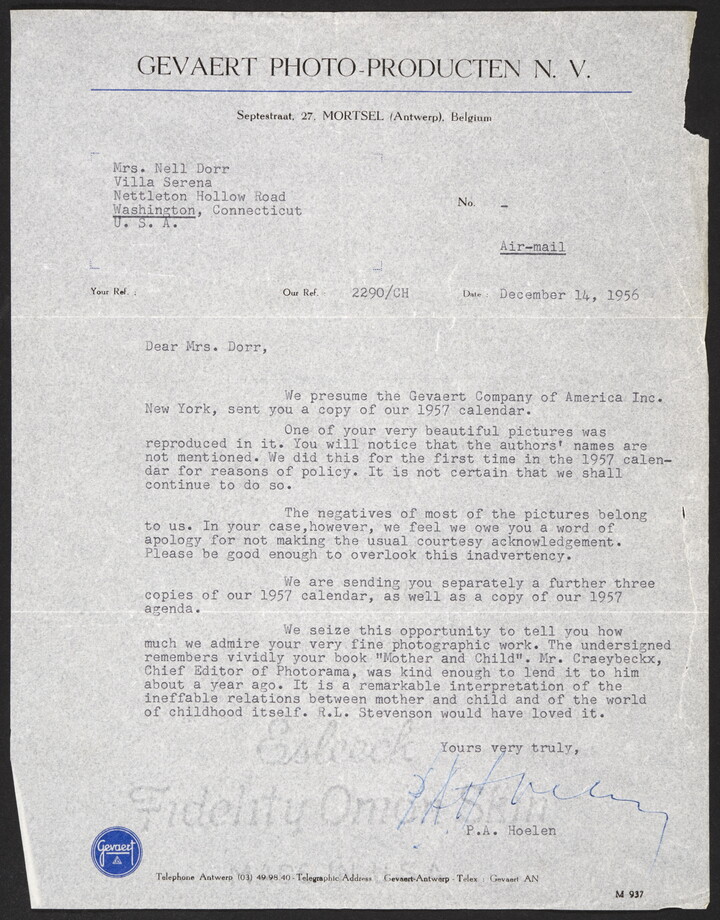 GEVAERT PHOTO-PRODUCTEN N. V.
Septestraat, 27, MORTSEL (Antwerp), Belgium
Mrs. Nell Dorr
Villa Serena
Nettleton Hollow Road
Washington, Connecticut
U. S. A.
No. -
Air-mail
Your Ref. :
Our Ref. 2290/CH
Date : December 14, 1956
Dear Mrs. Dorr,
We presume the Gevaert Company of America Inc.
New York, sent you a copy of our 1957 calendar.
One of your very beautiful pictures was
reproduced in it. You will notice that the authors' names are
not mentioned. We did this for the first time in the 1957 calen-
dar for reasons of policy. It is not certain that we shall
continue to do so.
The negatives of most of the pictures belong
to us. In your case,however, we feel we owe you a word of
apology for not making the usual courtesy acknowledgement.
Please be good enough to overlook this inadvertency.
We are sending you separately a further three
copies of our 1957 calendar, as well as a copy of our 1957
agenda.
We seize this opportunity to tell you how
much we admire your very fine photographic work. The undersigned
remembers vividly your book "Mother and Child". Mr. Craeybeckx,
Chief Editor of Photorama, was kind enough to lend it to him
about a year ago. It is a remarkable interpretation of the
ineffable relations between mother and child and of the world
of childhood itself. R.L. Stevenson would have loved it.
Yours very truly,
Esleeck
Fidelity Onion Skin
P.A. Hoelen
Gevaert
Telephone Antwerp (03) 49.98.40 - Telegraphic Address : Gevaert-Antwerp - Telex : Gevaert AN
M 937